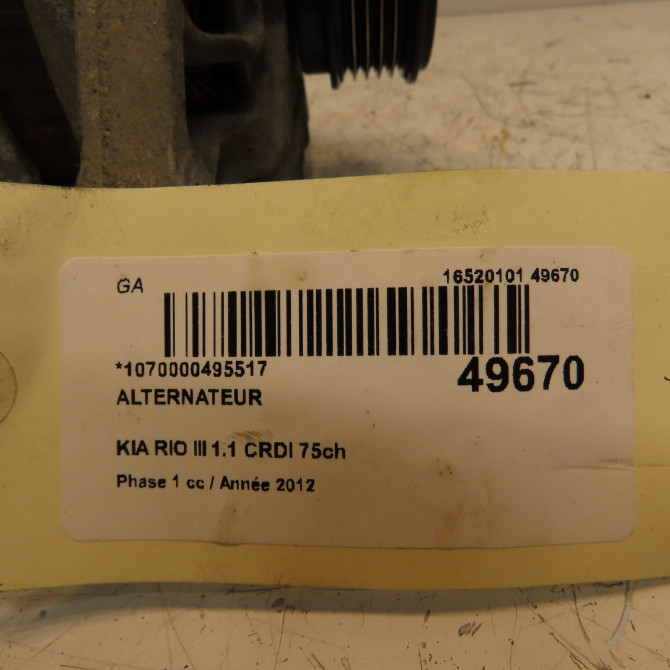 GA
16520101 49670
*1070000495517
49670
ALTERNATEUR
KIA RIO III 1.1 CRDI 75ch
Phase 1 cc / Année 2012